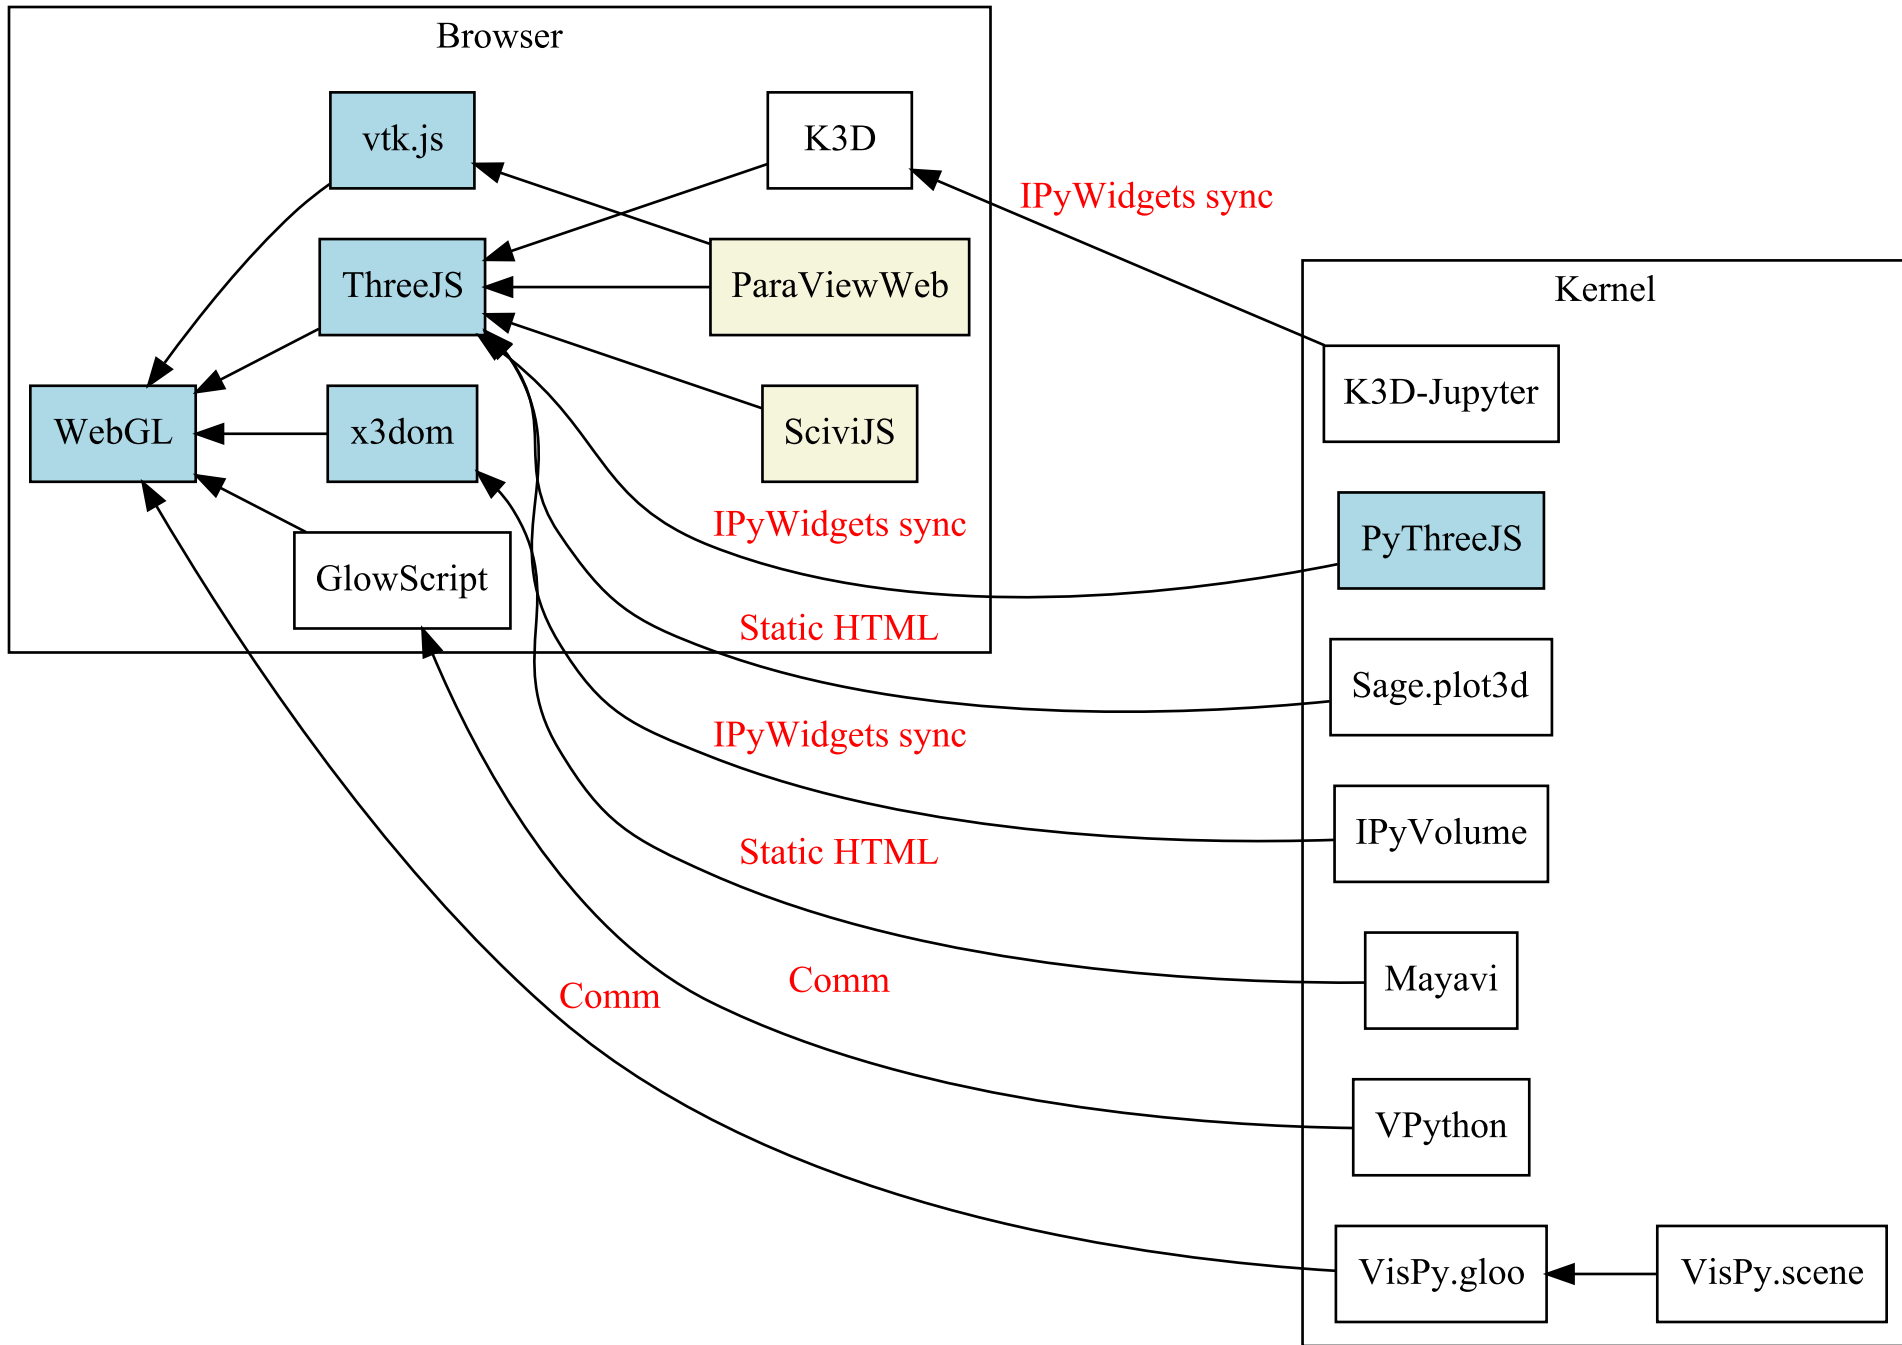 Browser
vtk.js
K3D
IPyWidgets sync
ThreeJS
ParaViewWeb
Kernel
K3D-Jupyter
WebGL
x3dom
SciviJS
IPyWidgets sync
PyThreeJS
GlowScript
Static HTML
Sage.plot3d
IPyWidgets sync
IPyVolume
Static HTML
Mayavi
Comm
Comm
VPython
VisPy.gloo
VisPy.scene